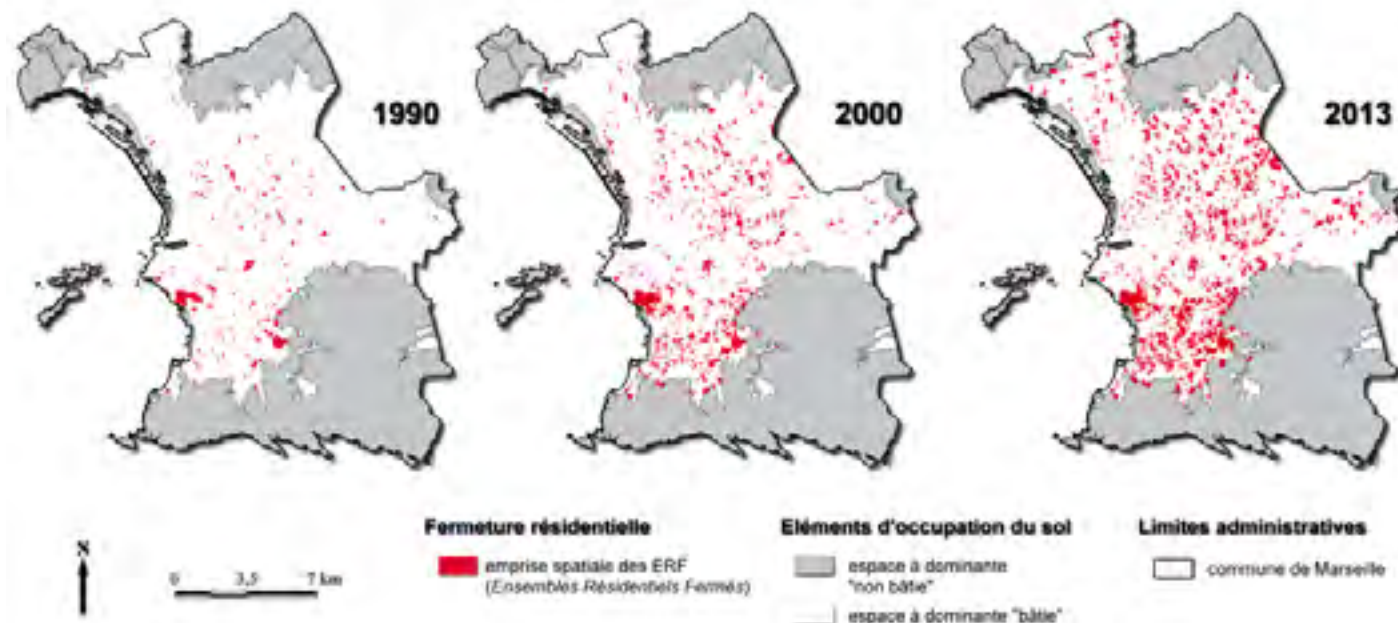 1990
2000
2013
N
0 3,5 7 km
Fermeture résidentielle
emprise spatiale des ERF
(Ensembles Résidentiels Fermés)
Eléments d'occupation du sol
espace à dominante
"non bâtie"
espace à dominante "bâtie"
Limites administratives
commune de Marseille